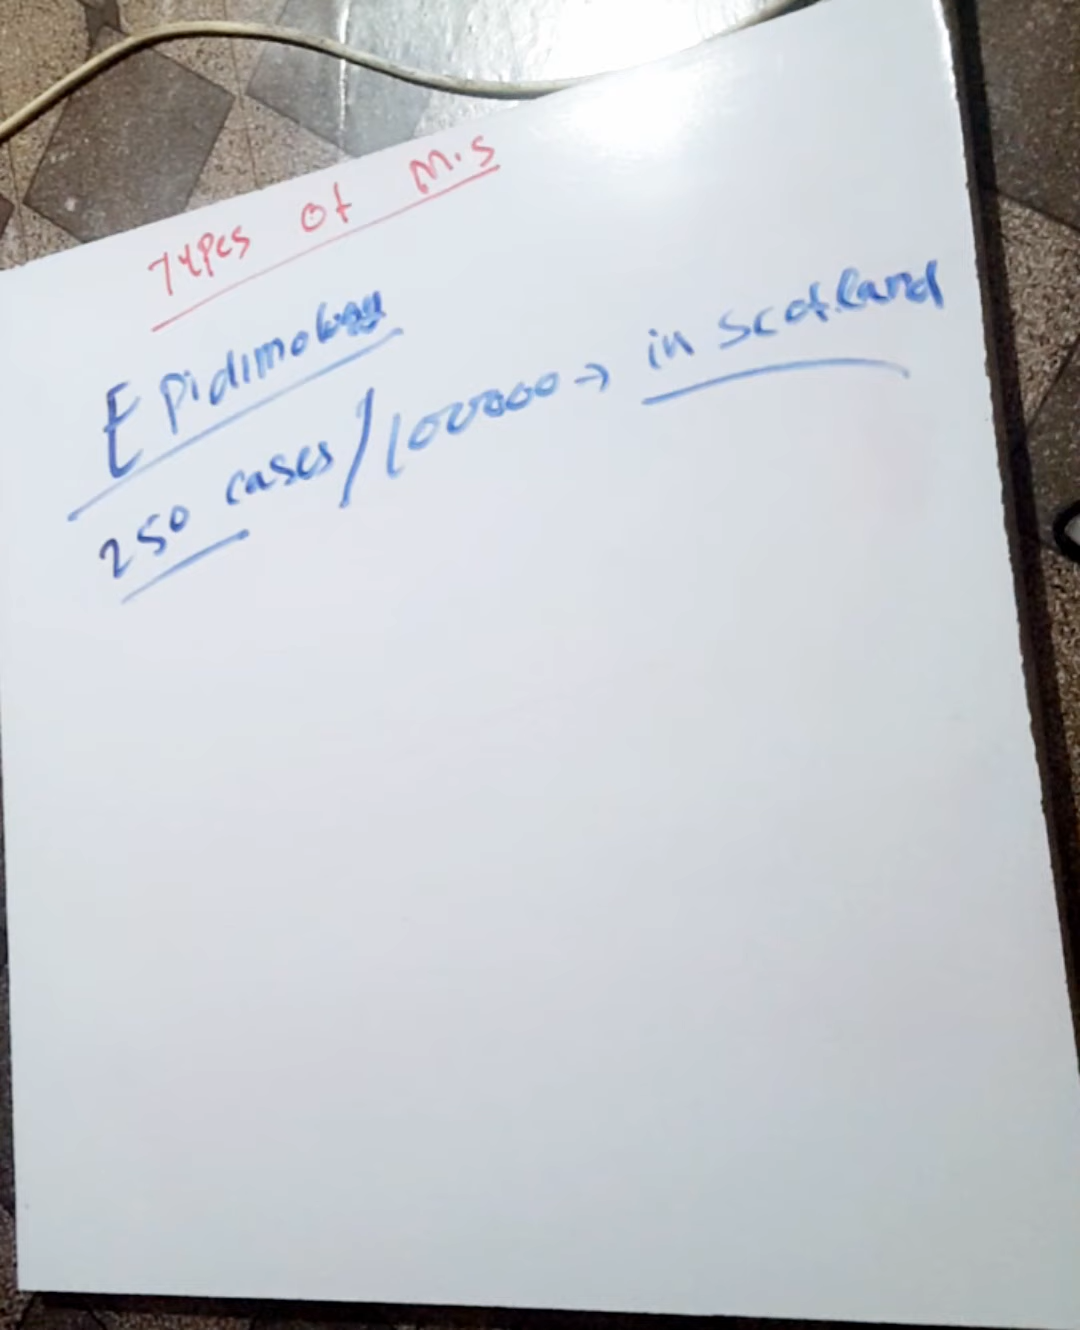 Types of M.S
Epidimology
250 cases/100000 → in scotland